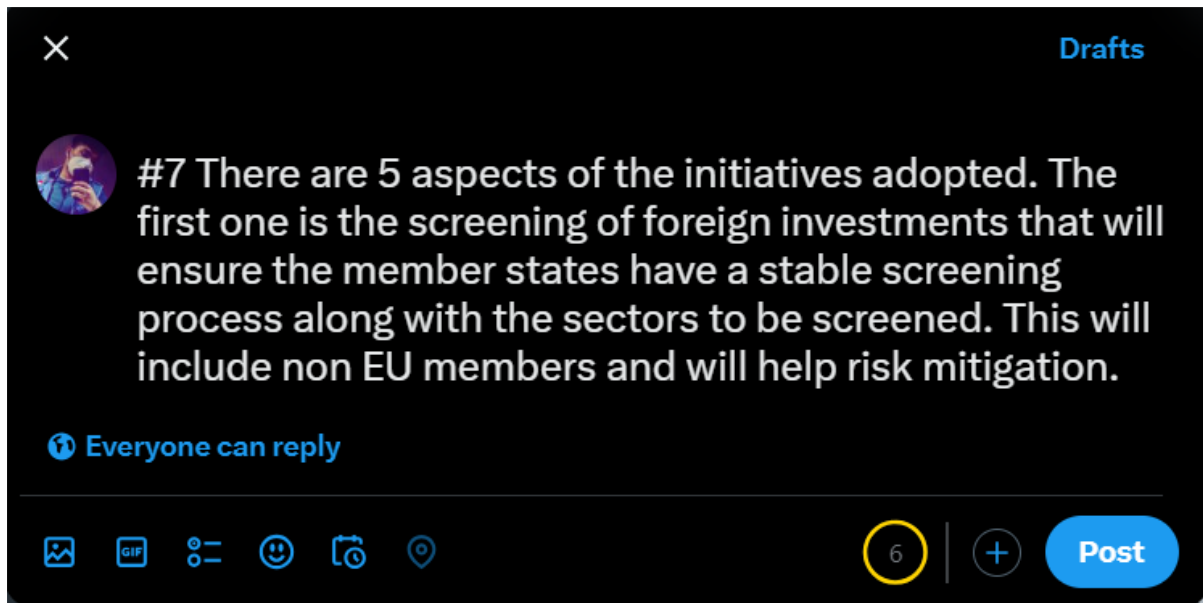 Drafts
#7 There are 5 aspects of the initiatives adopted. The
first one is the screening of foreign investments that will
ensure the member states have a stable screening
process along with the sectors to be screened. This will
include non EU members and will help risk mitigation.
Everyone can reply
GIF
6
Post